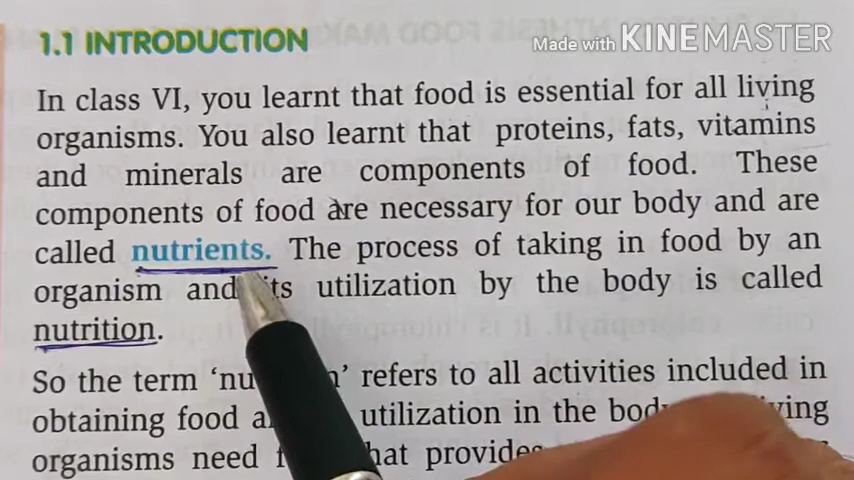 1.1 INTRODUCTION
Made with KINEMASTER
In class VI, you learnt that food is essential for all living
organisms. You also learnt that proteins, fats, vitamins
and minerals are components of food. These
components of food are necessary for our body and are
called nutrients. The process of taking in food by an
organism and its utilization by the body is called
nutrition.
So the term ‘ ’ refers to all activities included in
obtaining food utilization in the body
organisms need that provides